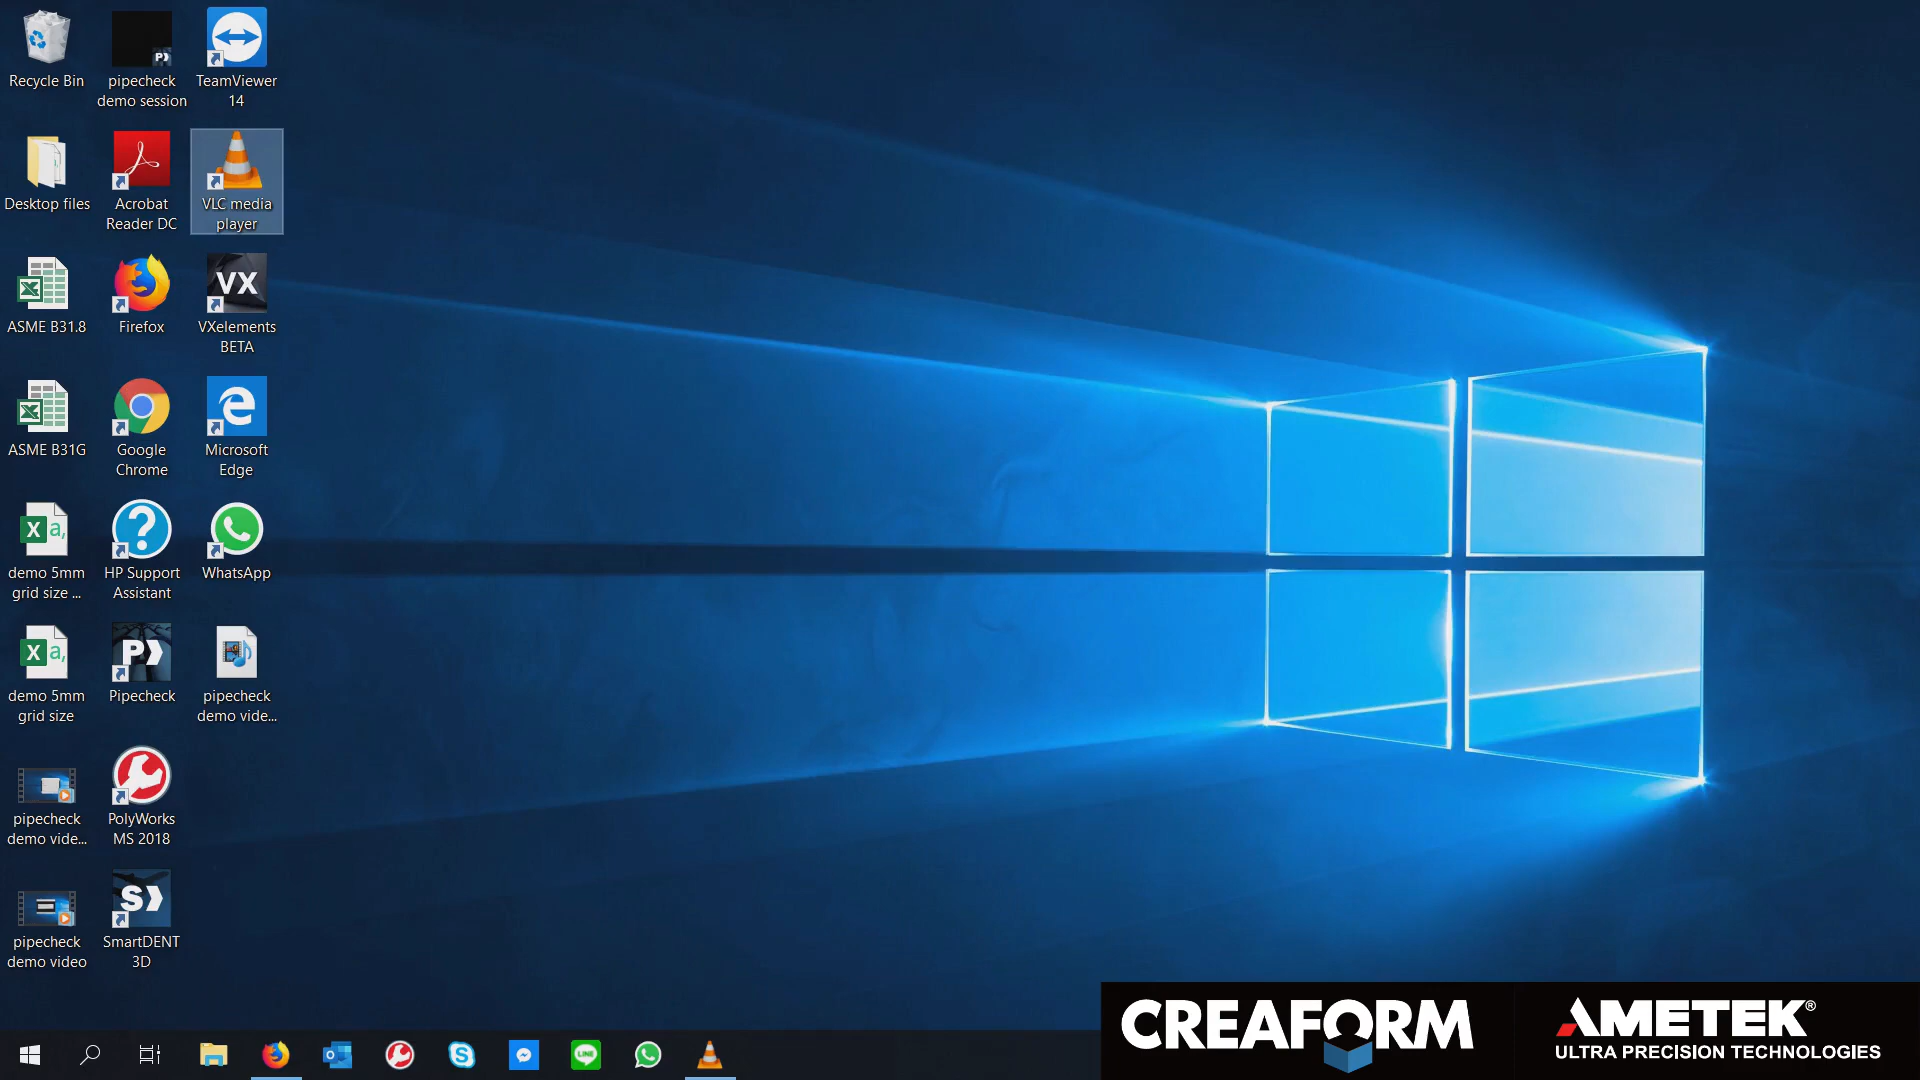 Recycle Bin
pipecheck
demo session
TeamViewer
14
Desktop files
Acrobat
Reader DC
VLC media
player
ASME B31.8
Firefox
VX
VXelements
BETA
ASME B31G
Google
Chrome
Microsoft
Edge
demo 5mm
grid size ...
HP Support
Assistant
WhatsApp
demo 5mm
grid size
Pipecheck
pipecheck
demo vide...
pipecheck
demo vide...
PolyWorks
MS 2018
pipecheck
demo video
SmartDENT
3D
LINE
CREAFORM
AMETEK®
ULTRA PRECISION TECHNOLOGIES